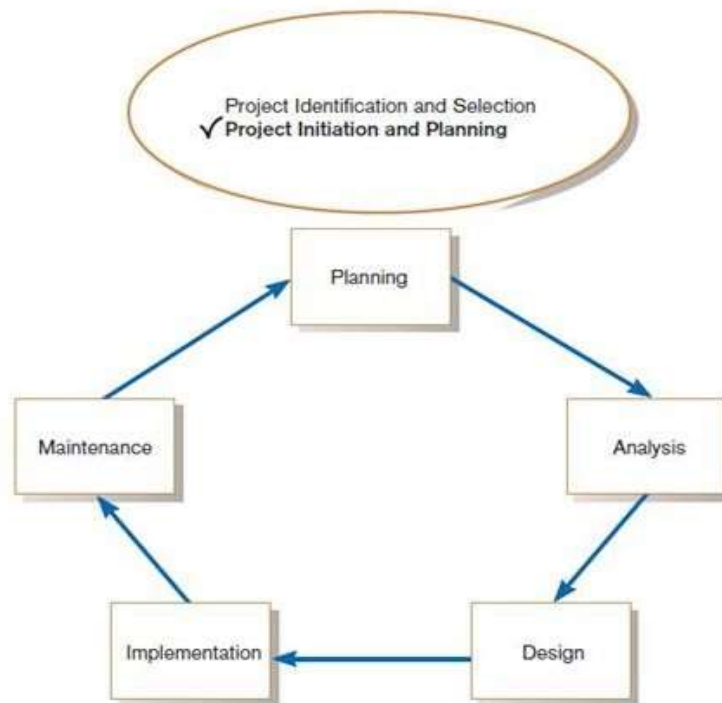 Project Identification and Selection
✓Project Initiation and Planning
Planning
Maintenance
Analysis
Implementation
Design